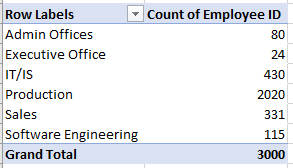 Row Labels Count of Employee ID
Admin Offices 80
Executive Office 24
IT/IS 430
Production 2020
Sales 331
Software Engineering 115
Grand Total 3000